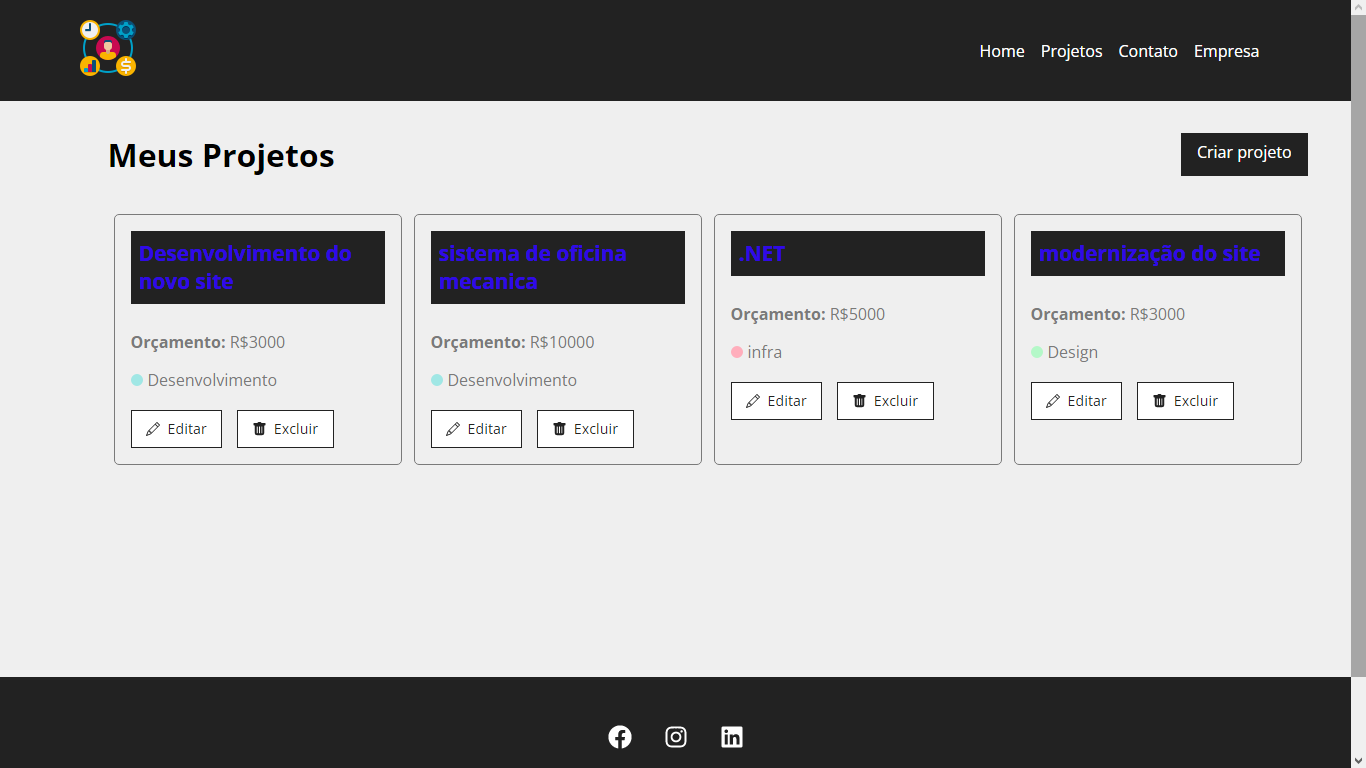 Home Projetos Contato Empresa
Meus Projetos
Criar projeto
Desenvolvimento do
novo site
Orçamento: R$3000
Desenvolvimento
Editar Excluir
sistema de oficina
mecanica
Orçamento: R$10000
Desenvolvimento
Editar Excluir
.NET
Orçamento: R$5000
infra
Editar Excluir
modernização do site
Orçamento: R$3000
Design
Editar Excluir